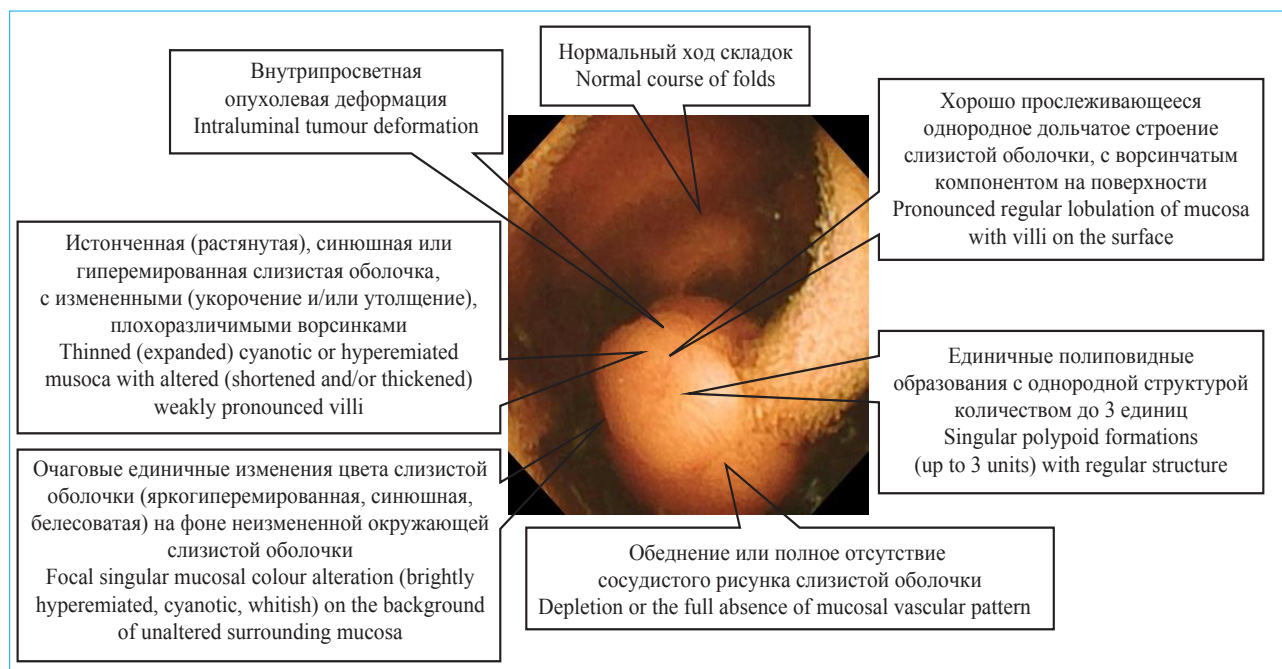 Внутрипросветная
опухолевая деформация
Intraluminal tumour deformation
Нормальный ход складок
Normal course of folds
Хорошо прослеживающееся
однородное дольчатое строение
слизистой оболочки, с ворсинчатым
компонентом на поверхности
Pronounced regular lobulation of mucosa
with villi on the surface
Истонченная (растянутая), синюшная или
гиперемированная слизистая оболочка,
с измененными (укорочение и/или утолщение),
плохоразличимыми ворсинками
Thinned (expanded) cyanotic or hyperemiated
musoca with altered (shortened and/or thickened)
weakly pronounced villi
Единичные полиповидные
образования с однородной структурой
количеством до 3 единиц
Singular polypoid formations
(up to 3 units) with regular structure
Очаговые единичные изменения цвета слизистой
оболочки (яркогиперемированная, синюшная,
белесоватая) на фоне неизмененной окружающей
слизистой оболочки
Focal singular mucosal colour alteration (brightly
hyperemiated, cyanotic, whitish) on the background
of unaltered surrounding mucosa
Обеднение или полное отсутствие
сосудистого рисунка слизистой оболочки
Depletion or the full absence of mucosal vascular pattern